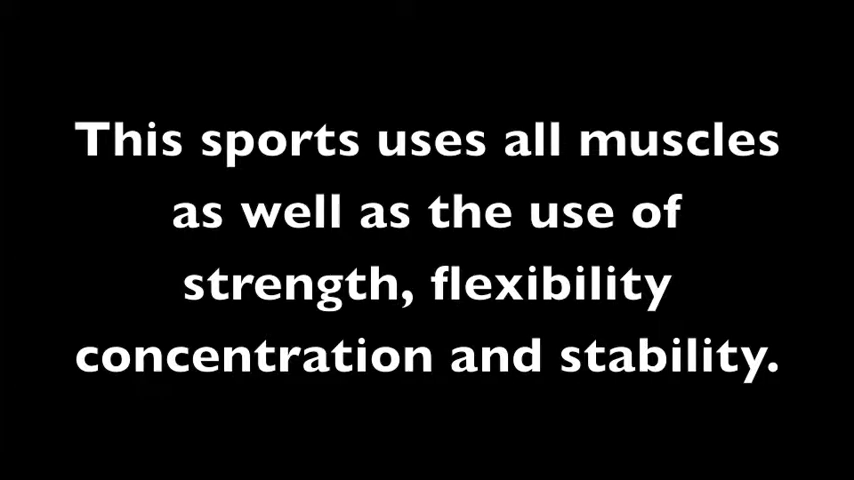 This sports uses all muscles
as well as the use of
strength, flexibility
concentration and stability.